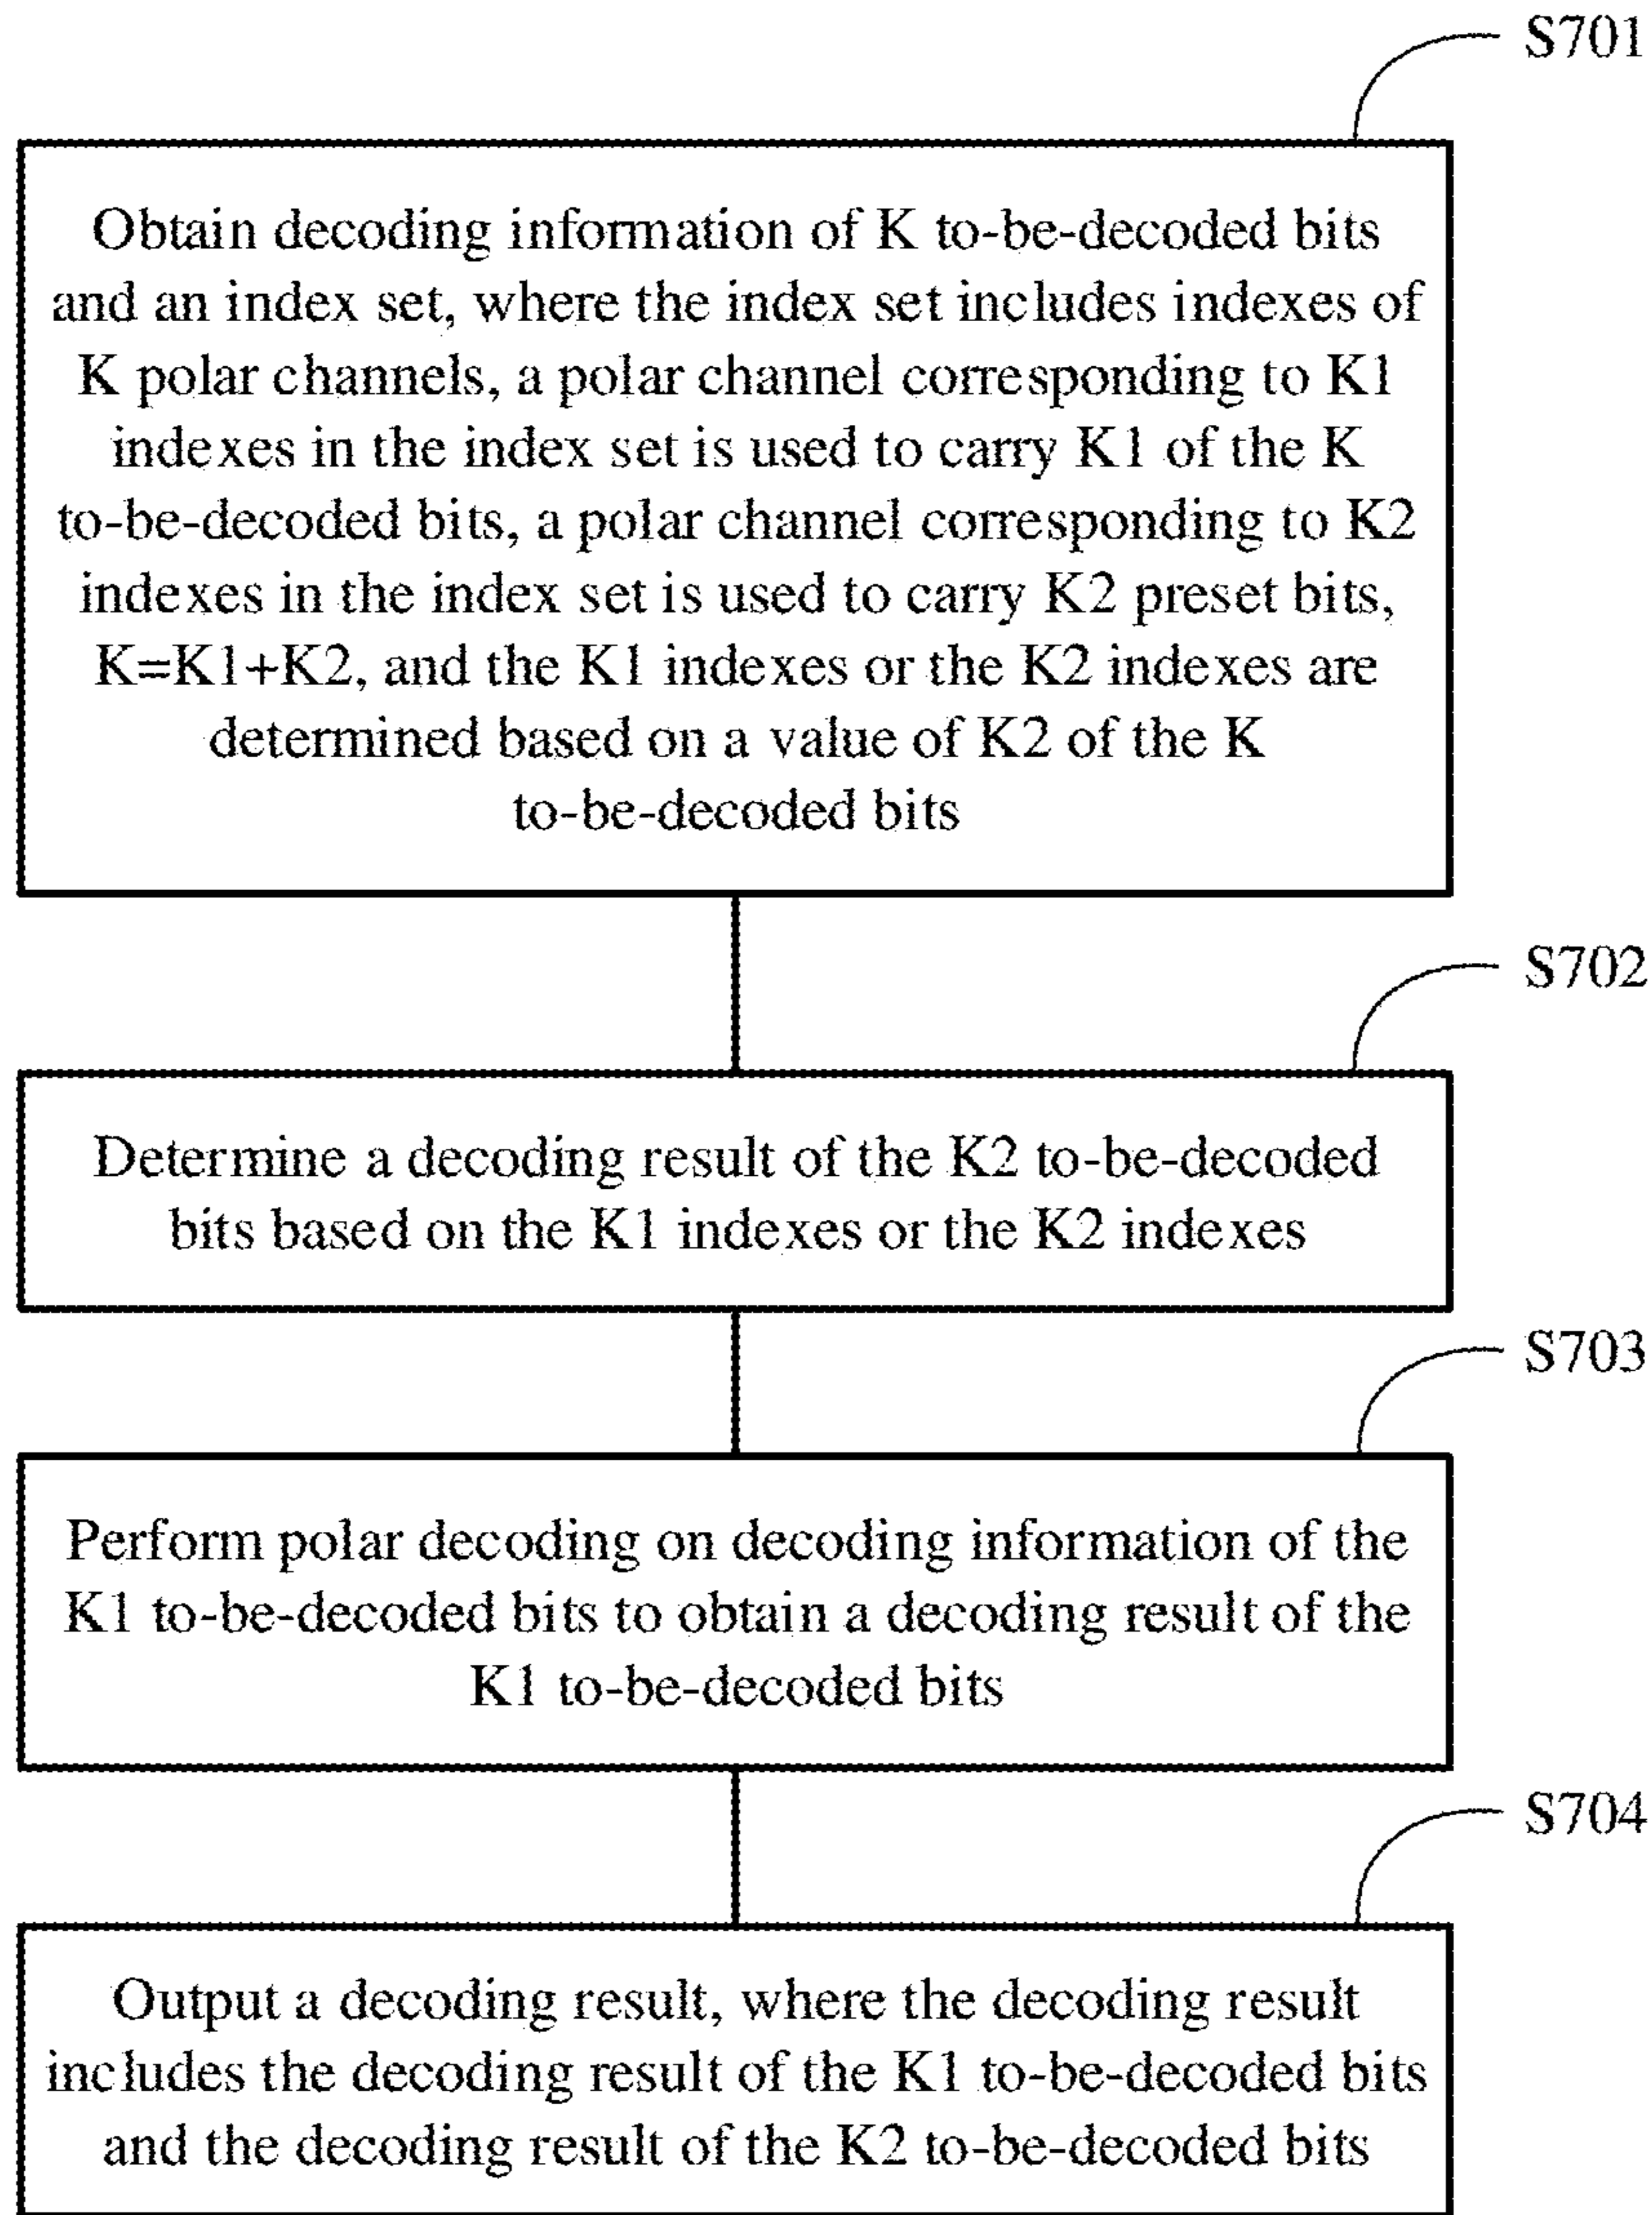 S701
Obtain decoding information of K to-be-decoded bits
and an index set, where the index set includes indexes of
K polar channels, a polar channel corresponding to K1
indexes in the index set is used to carry K1 of the K
to-be-decoded bits, a polar channel corresponding to K2
indexes in the index set is used to carry K2 preset bits,
K=K1+K2, and the K1 indexes or the K2 indexes are
determined based on a value of K2 of the K
to-be-decoded bits
S702
Determine a decoding result of the K2 to-be-decoded
bits based on the K1 indexes or the K2 indexes
S703
Perform polar decoding on decoding information of the
K1 to-be-decoded bits to obtain a decoding result of the
K1 to-be-decoded bits
S704
Output a decoding result, where the decoding result
includes the decoding result of the K1 to-be-decoded bits
and the decoding result of the K2 to-be-decoded bits